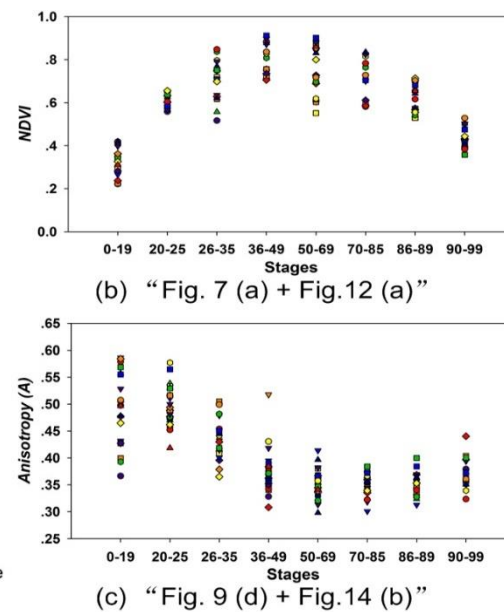 1.0
.8
.6
.4
.2
0.0
NDVI
0-19 20-25 26-35 36-49 50-69 70-85 86-89 90-99
Stages
(b) “Fig. 7 (a) + Fig.12 (a)”
.65
.60
.55
.50
.45
.40
.35
.30
.25
Anisotropy (A)
0-19 20-25 26-35 36-49 50-69 70-85 86-89 90-99
Stages
e
(c) “Fig. 9 (d) + Fig.14 (b)”